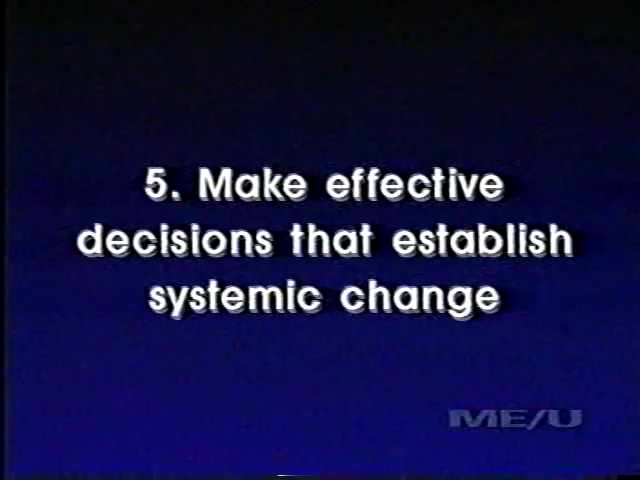 5. Make effective
decisions that establish
systemic change
ME/U